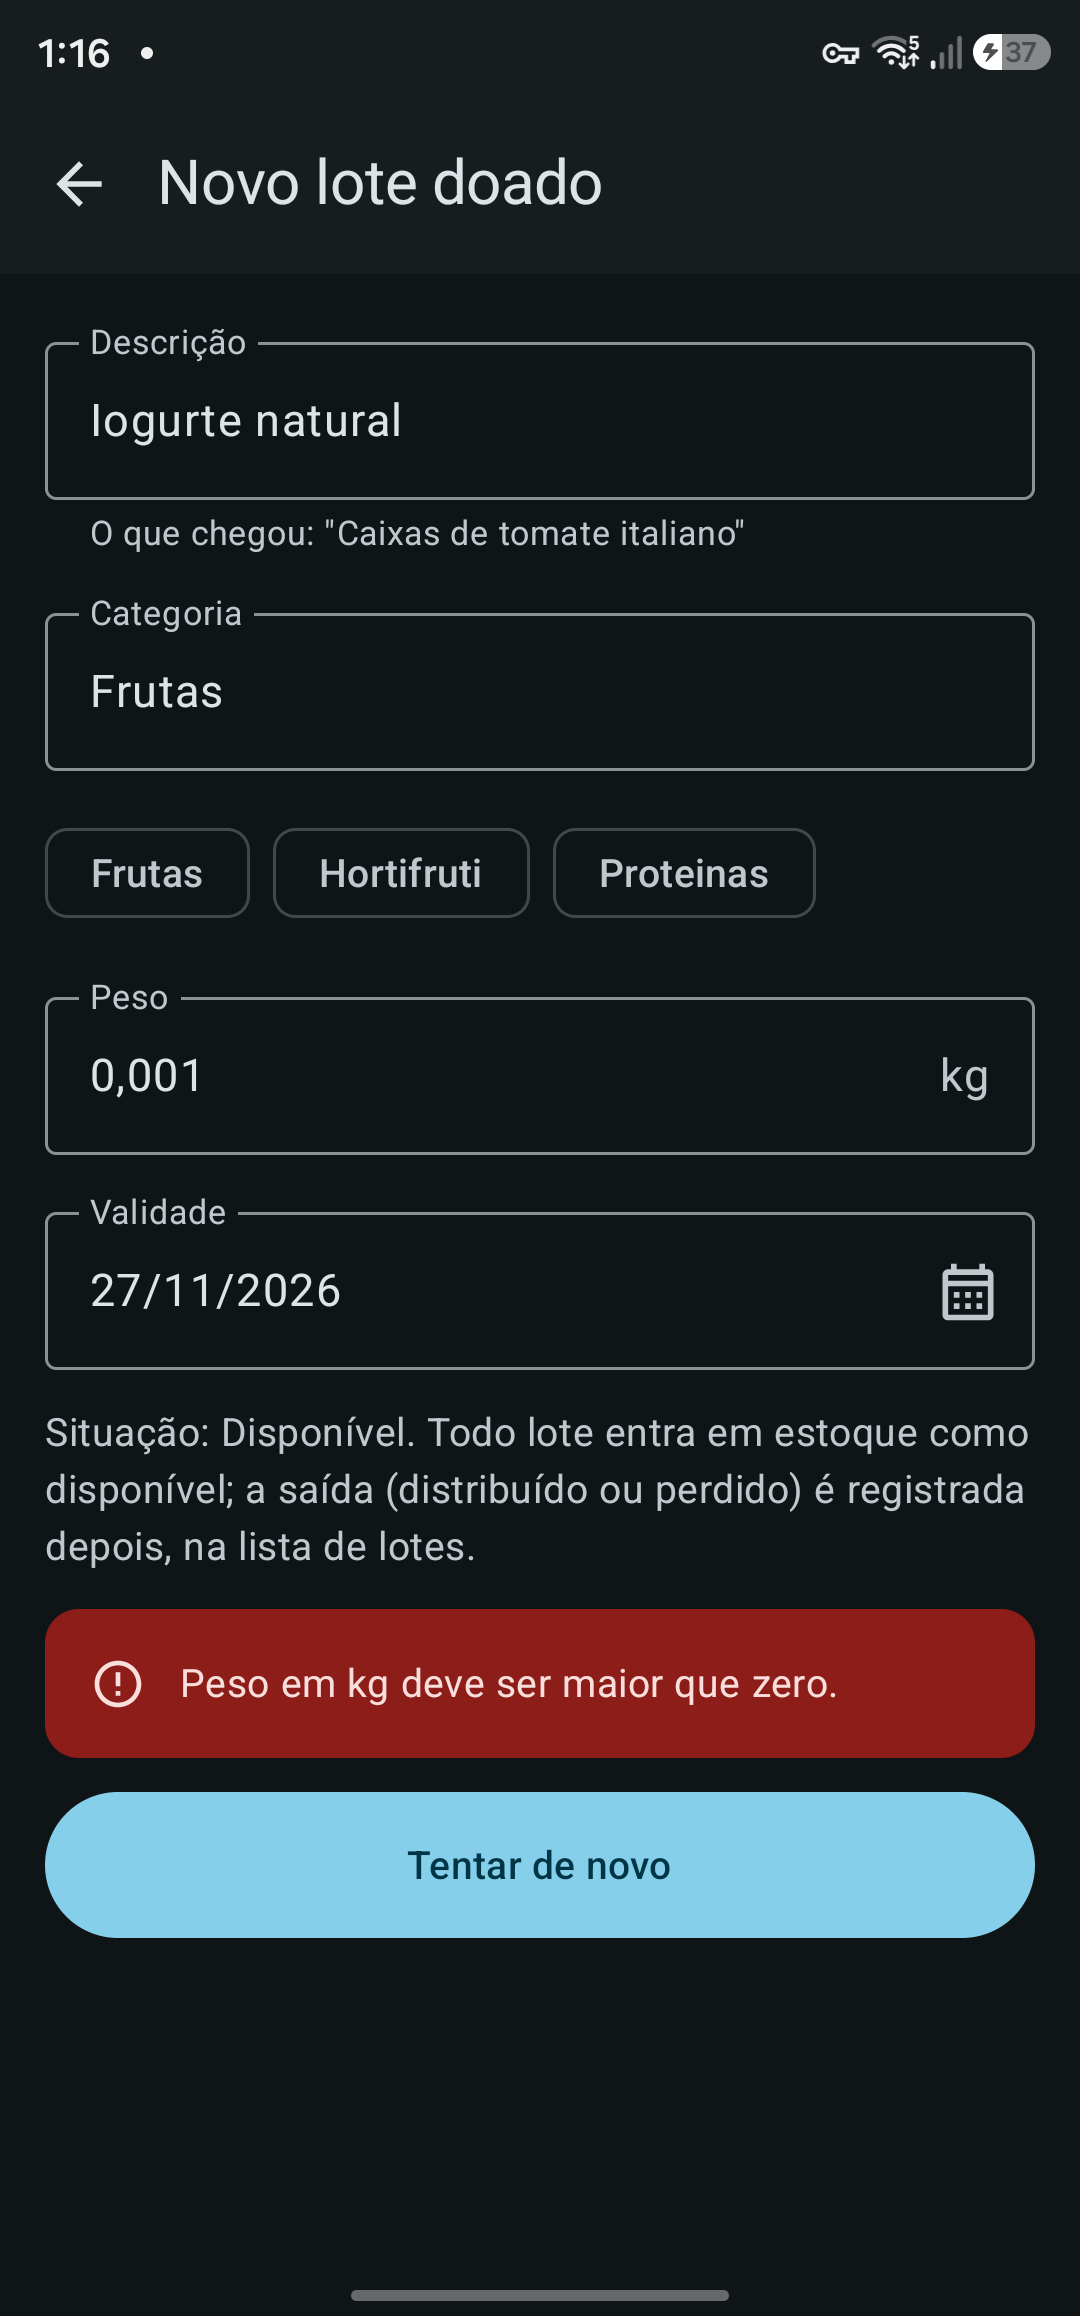 1:16
5
37
Novo lote doado
Descrição
Iogurte natural
O que chegou: "Caixas de tomate italiano"
Categoria
Frutas
Frutas Hortifruti Proteinas
Peso
0,001 kg
Validade
27/11/2026
Situação: Disponível. Todo lote entra em estoque como
disponível; a saída (distribuído ou perdido) é registrada
depois, na lista de lotes.
Peso em kg deve ser maior que zero.
Tentar de novo